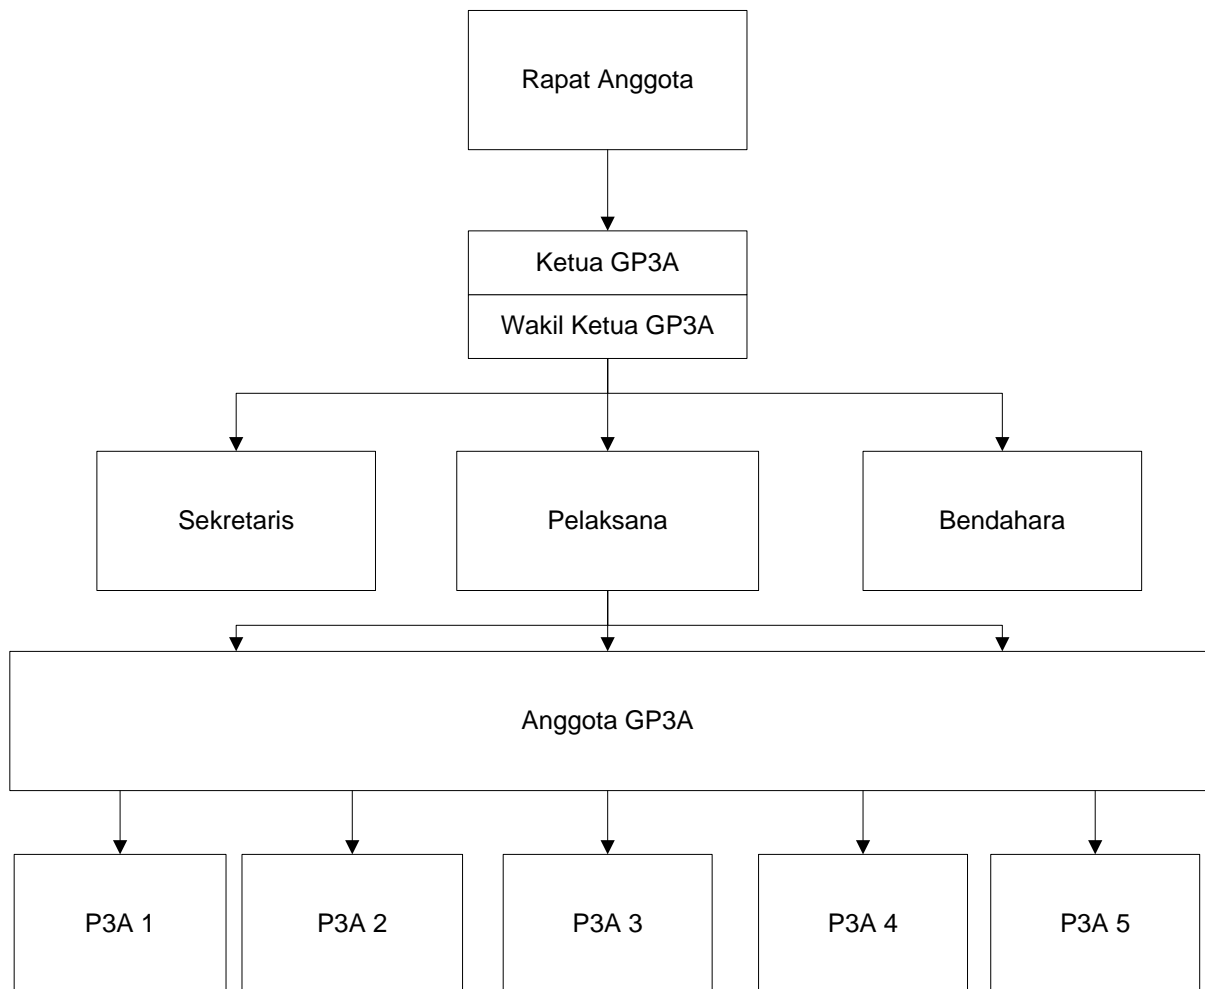 Rapat Anggota
Ketua GP3A
Wakil Ketua GP3A
Sekretaris
Pelaksana
Bendahara
Anggota GP3A
P3A 1
P3A 2
P3A 3
P3A 4
P3A 5